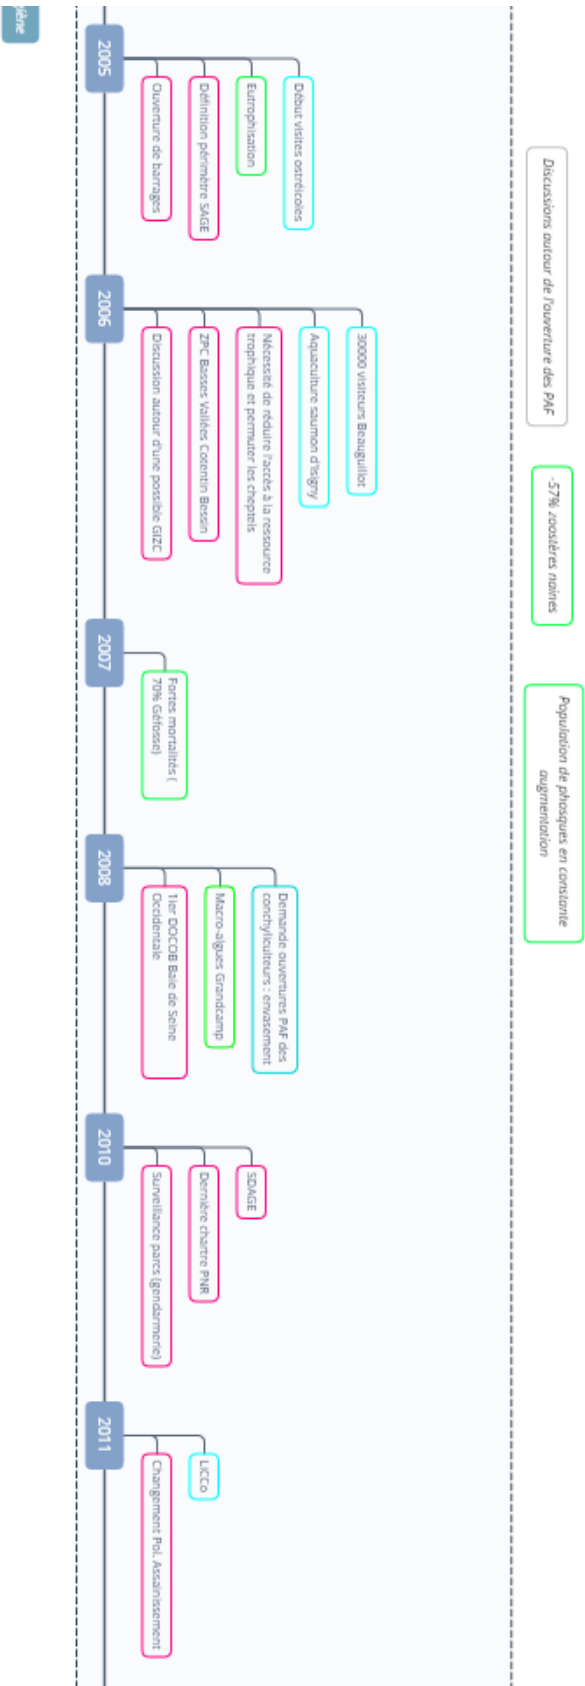 giène
Discussions autour de l'ouverture des PAF
-57% zoostères naines
Population de phoques en constante
augmentation
2005
Début visites ostréicoles
Eutrophisation
Définition périmètre SAGE
Ouverture de barrages
2006
30000 visiteurs Beauguillot
Aquaculture saumon d'Isigny
Nécessité de réduire l'accès à la ressource
trophique et permuter les cheptels
ZPC Basses Vallées Cotentin Bessin
Discussion autour d'une possible GIZC
2007
Fortes mortalités (
70% Géfosse)
2008
Demande ouvertures PAF des
conchyliculteurs : envasement
Macro-algues Grandcamp
1ier DOCOB Baie de Seine
Occidentale
2010
SDAGE
Dernière chartre PNR
Surveillance parcs (gendarmerie)
2011
LiCCo
Changement Pol. Assainissement